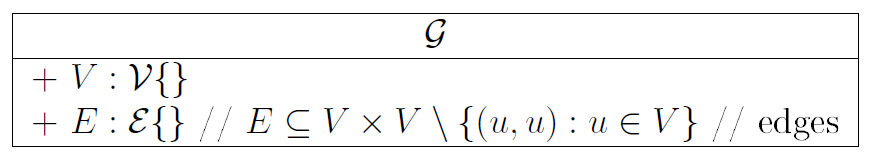 𝒢
+ V : 𝒱{}
+ E : ℰ{} // E ⊆ V × V \ {(u, u) : u ∈ V} // edges